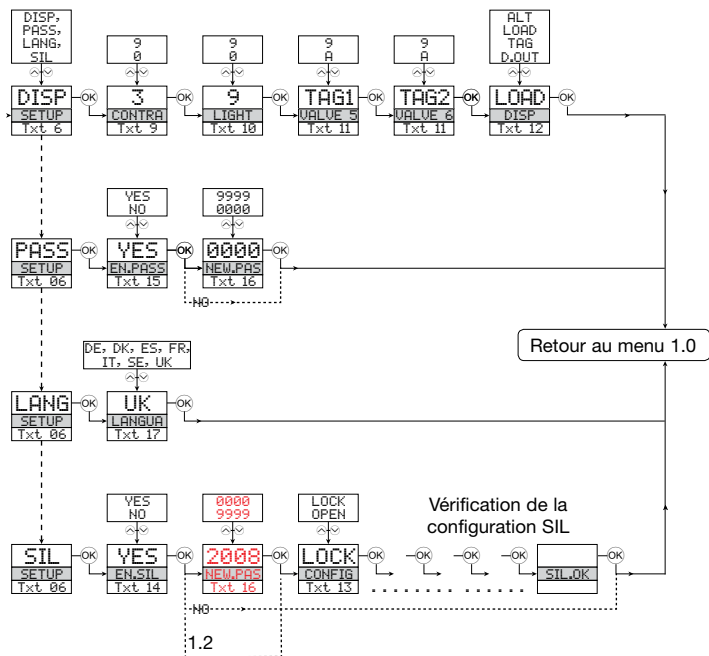 DISP,
PASS,
LANG,
SIL
9
0
9
0
9
A
9
A
ALT
LOAD
TAG
D.OUT
DISP OK 3 OK 9 OK TAG1 OK TAG2 OK LOAD OK
SETUP CONTRA LIGHT VALVE 5 VALVE 6 DISP
Txt 6 Txt 9 Txt 10 Txt 11 Txt 11 Txt 12
YES
NO
9999
0000
PASS OK YES OK 0000 OK
SETUP EN.PASS NEW.PAS
Txt 06 Txt 15 Txt 16
NO
Retour au menu 1.0
DE, DK, ES, FR,
IT, SE, UK
LANG OK UK OK
SETUP LANGUA
Txt 06 Txt 17
YES
NO
0000
9999
LOCK
OPEN
Vérification de la
configuration SIL
SIL OK YES OK 2008 OK LOCK OK OK OK OK OK
SETUP EN.SIL NEW.PAS CONFIG SIL.OK
Txt 06 Txt 14 Txt 16 Txt 13
NO
1.2